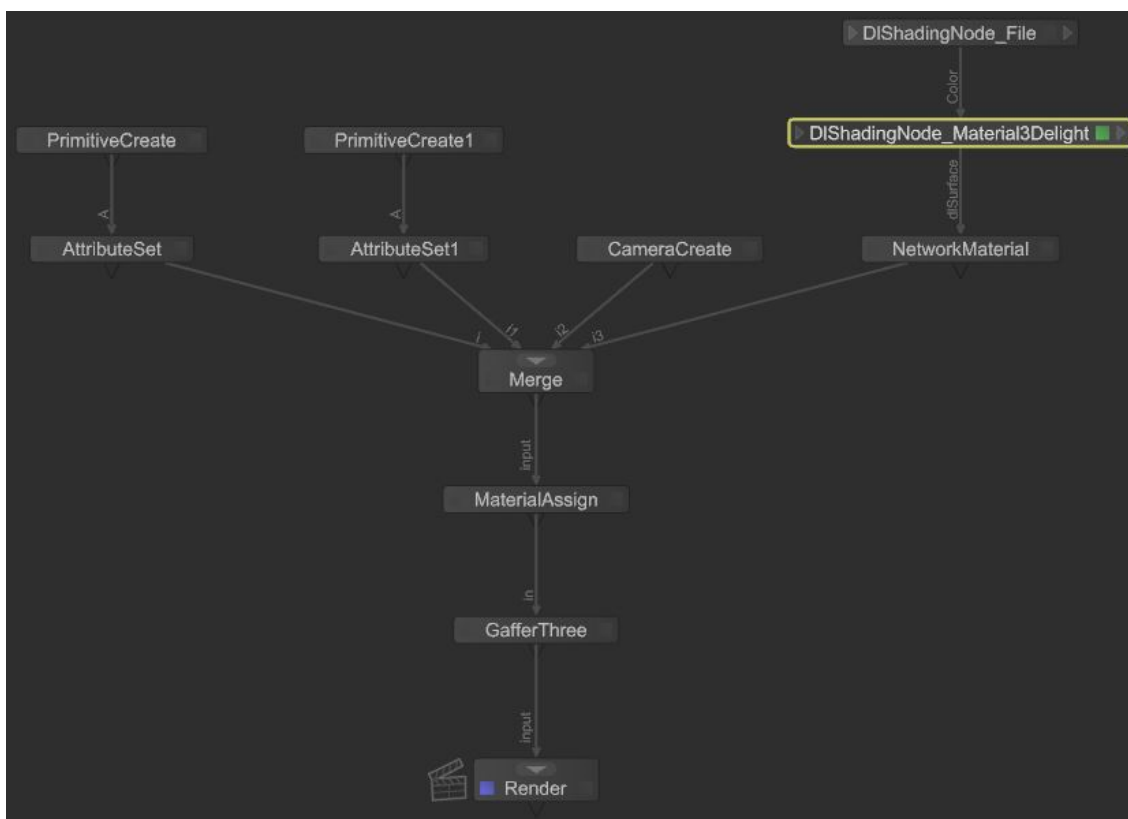 DlShadingNode_File
Color
PrimitiveCreate
PrimitiveCreate1
DlShadingNode_Material3Delight
A
A
dlSurface
AttributeSet
AttributeSet1
CameraCreate
NetworkMaterial
i
i1
i2
i3
Merge
input
MaterialAssign
in
GafferThree
input
Render